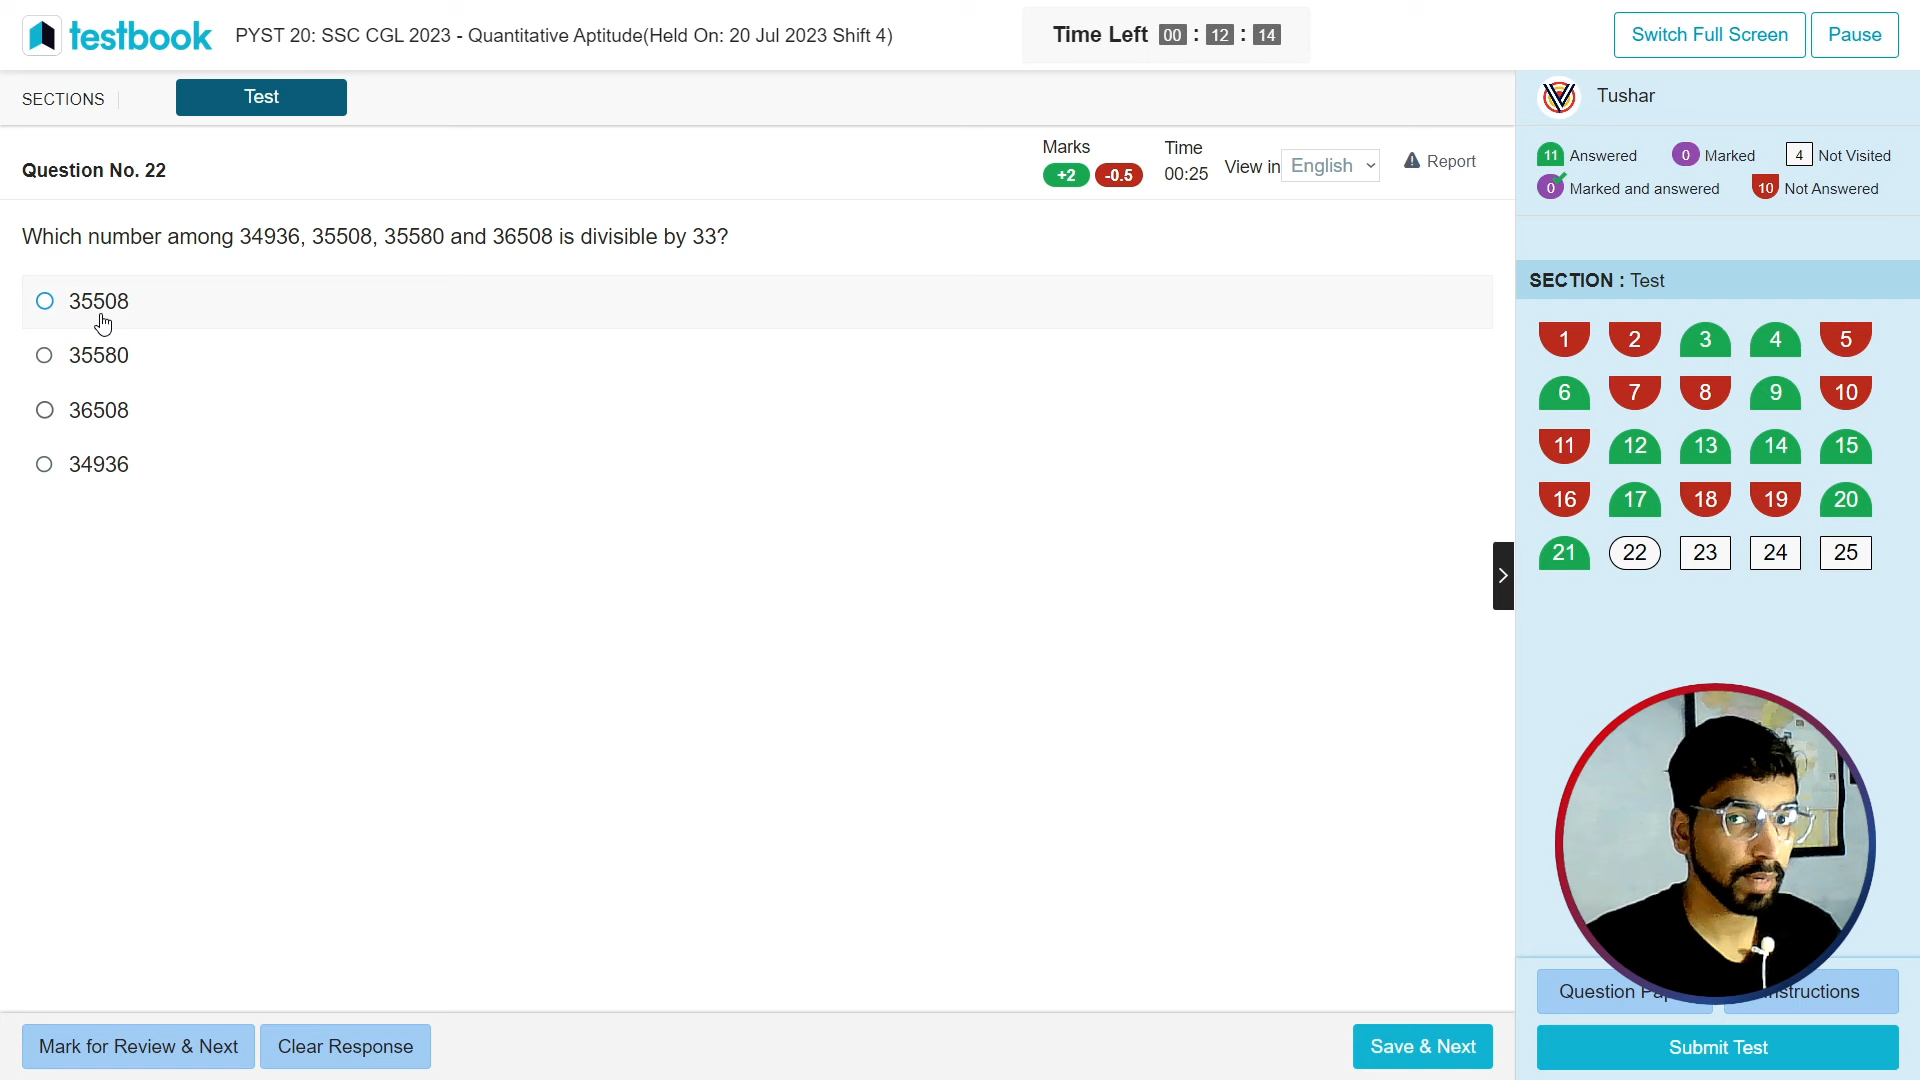 testbook
PYST 20: SSC CGL 2023 - Quantitative Aptitude(Held On: 20 Jul 2023 Shift 4)
Time Left 00 : 12 : 14
Switch Full Screen
Pause
SECTIONS
Test
Tushar
Question No. 22
Marks
+2 -0.5
Time
00:25
View in English
Report
11 Answered
0 Marked
4 Not Visited
0 Marked and answered
10 Not Answered
Which number among 34936, 35508, 35580 and 36508 is divisible by 33?
35508
35580
36508
34936
SECTION : Test
1 2 3 4 5
6 7 8 9 10
11 12 13 14 15
16 17 18 19 20
21 22 23 24 25
Question
Mark for Review & Next
Clear Response
Save & Next
Submit Test